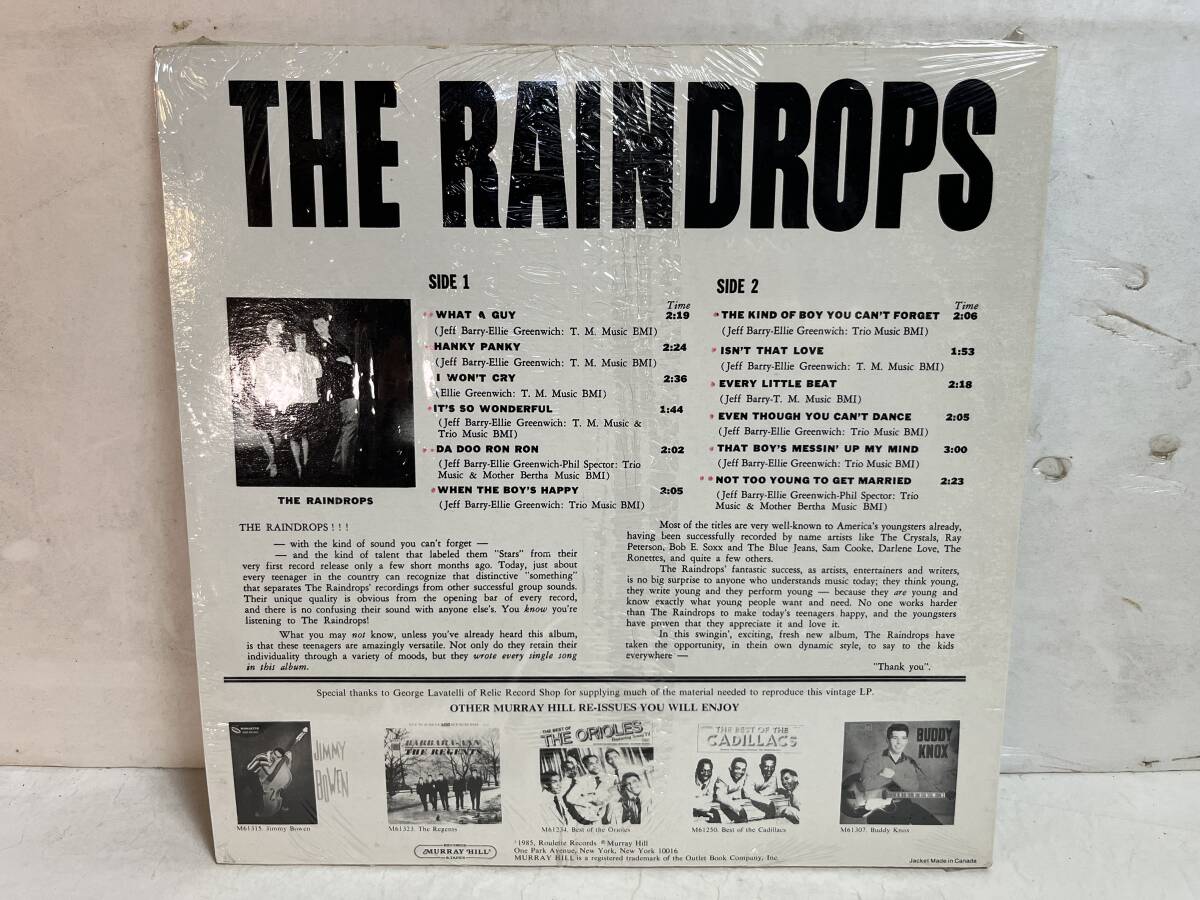 THE RAINDROPS
SIDE 1
Time
**WHAT A GUY 2:19
(Jeff Barry-Ellie Greenwich: T. M. Music BMI)
HANKY PANKY 2:24
(Jeff Barry-Ellie Greenwich: T. M. Music BMI)
I WON'T CRY 2:36
(Ellie Greenwich: T. M. Music BMI)
*IT'S SO WONDERFUL 1:44
(Jeff Barry-Ellie Greenwich: T. M. Music &
Trio Music BMI)
**DA DOO RON RON 2:02
(Jeff Barry-Ellie Greenwich-Phil Spector: Trio
Music & Mother Bertha Music BMI)
*WHEN THE BOY'S HAPPY 2:05
(Jeff Barry-Ellie Greenwich: Trio Music BMI)
SIDE 2
Time
*THE KIND OF BOY YOU CAN'T FORGET 2:06
(Jeff Barry-Ellie Greenwich: Trio Music BMI)
*ISN'T THAT LOVE 1:53
(Jeff Barry-Ellie Greenwich: T. M. Music BMI)
*EVERY LITTLE BEAT 2:18
(Jeff Barry-T. M. Music BMI)
*EVEN THOUGH YOU CAN'T DANCE 2:05
(Jeff Barry-Ellie Greenwich: Trio Music BMI)
*THAT BOY'S MESSIN' UP MY MIND 3:00
(Jeff Barry-Ellie Greenwich: Trio Music BMI)
**NOT TOO YOUNG TO GET MARRIED 2:23
(Jeff Barry-Ellie Greenwich-Phil Spector: Trio
Music & Mother Bertha Music BMI)
THE RAINDROPS
THE RAINDROPS!!!
— with the kind of sound you can't forget —
— and the kind of talent that labeled them "Stars" from their
very first record release only a few short months ago. Today, just about
every teenager in the country can recognize that distinctive "something"
that separates The Raindrops' recordings from other successful group sounds.
Their unique quality is obvious from the opening bar of every record,
and there is no confusing their sound with anyone else's. You know you're
listening to The Raindrops!
What you may not know, unless you've already heard this album,
is that these teenagers are amazingly versatile. Not only do they retain their
individuality through a variety of moods, but they wrote every single song
in this album.
Most of the titles are very well-known to America's youngsters already,
having been successfully recorded by name artists like The Crystals, Ray
Peterson, Bob E. Soxx and The Blue Jeans, Sam Cooke, Darlene Love, The
Ronettes, and quite a few others.
The Raindrops' fantastic success, as artists, entertainers and writers,
is no big surprise to anyone who understands music today; they think young,
they write young and they perform young — because they are young and
know exactly what young people want and need. No one works harder
than The Raindrops to make today's teenagers happy, and the youngsters
have proven that they appreciate it and love it.
In this swingin', exciting, fresh new album, The Raindrops have
taken the opportunity, in their own dynamic style, to say to the kids
everywhere —
"Thank you".
Special thanks to George Lavatelli of Relic Record Shop for supplying much of the material needed to reproduce this vintage LP.
OTHER MURRAY HILL RE-ISSUES YOU WILL ENJOY
JIMMY
BOWEN
BARBARA-ANN
THE REGENTS
THE BEST OF
THE ORIOLES
THE BEST OF THE
CADILLACS
BUDDY
KNOX
M61315. Jimmy Bowen
M61323. The Regents
M61234. Best of the Orioles
M61250. Best of the Cadillacs
M61307. Buddy Knox
MURRAY HILL
© 1985, Roulette Records ® Murray Hill
One Park Avenue, New York, New York 10016
MURRAY HILL is a registered trademark of the Outlet Book Company, Inc
Jacket Made in Canada